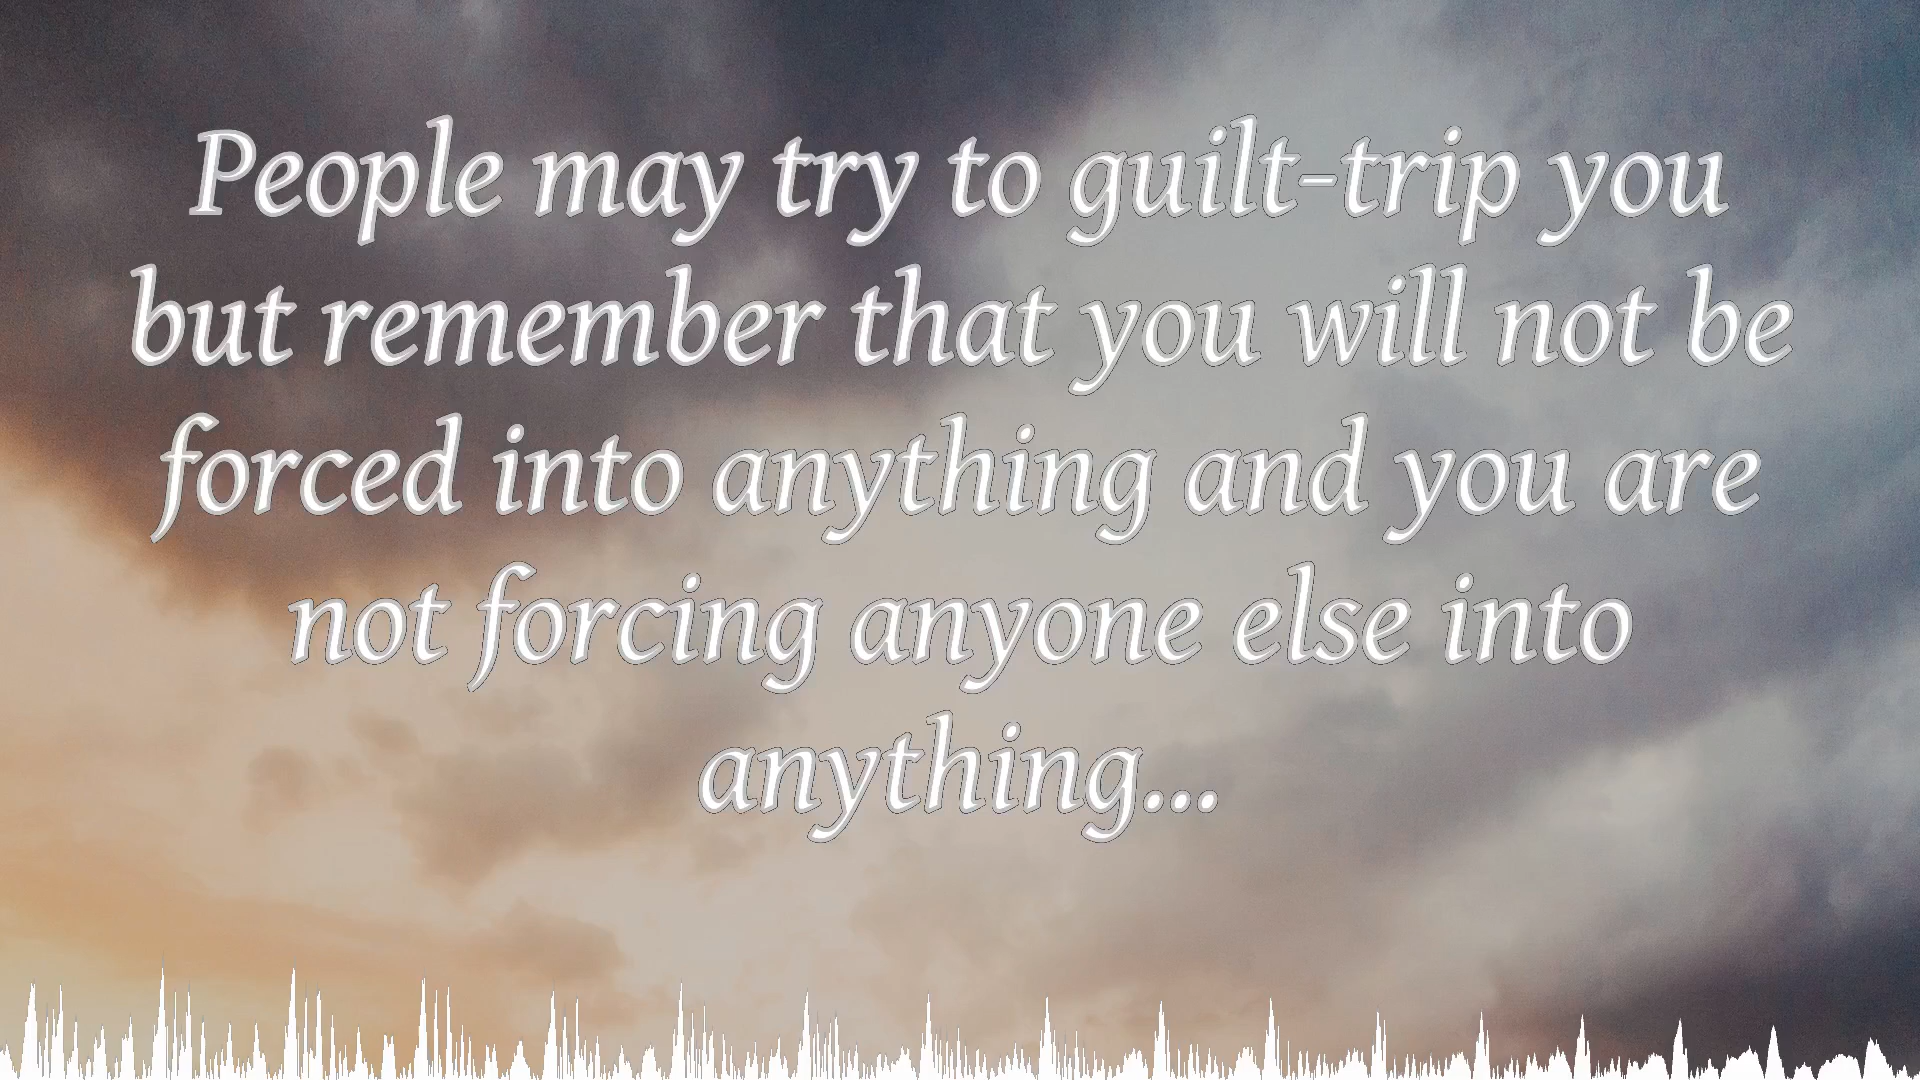 People may try to guilt-trip you
but remember that you will not be
forced into anything and you are
not forcing anyone else into
anything...